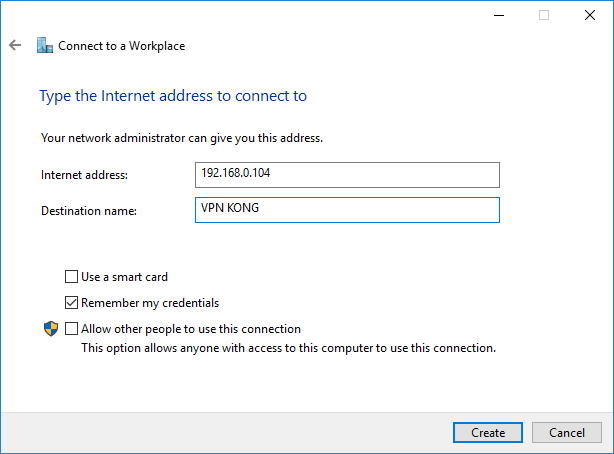 Connect to a Workplace
Type the Internet address to connect to
Your network administrator can give you this address.
Internet address: 192.168.0.104
Destination name: VPN KONG
Use a smart card
Remember my credentials
Allow other people to use this connection
This option allows anyone with access to this computer to use this connection.
Create Cancel